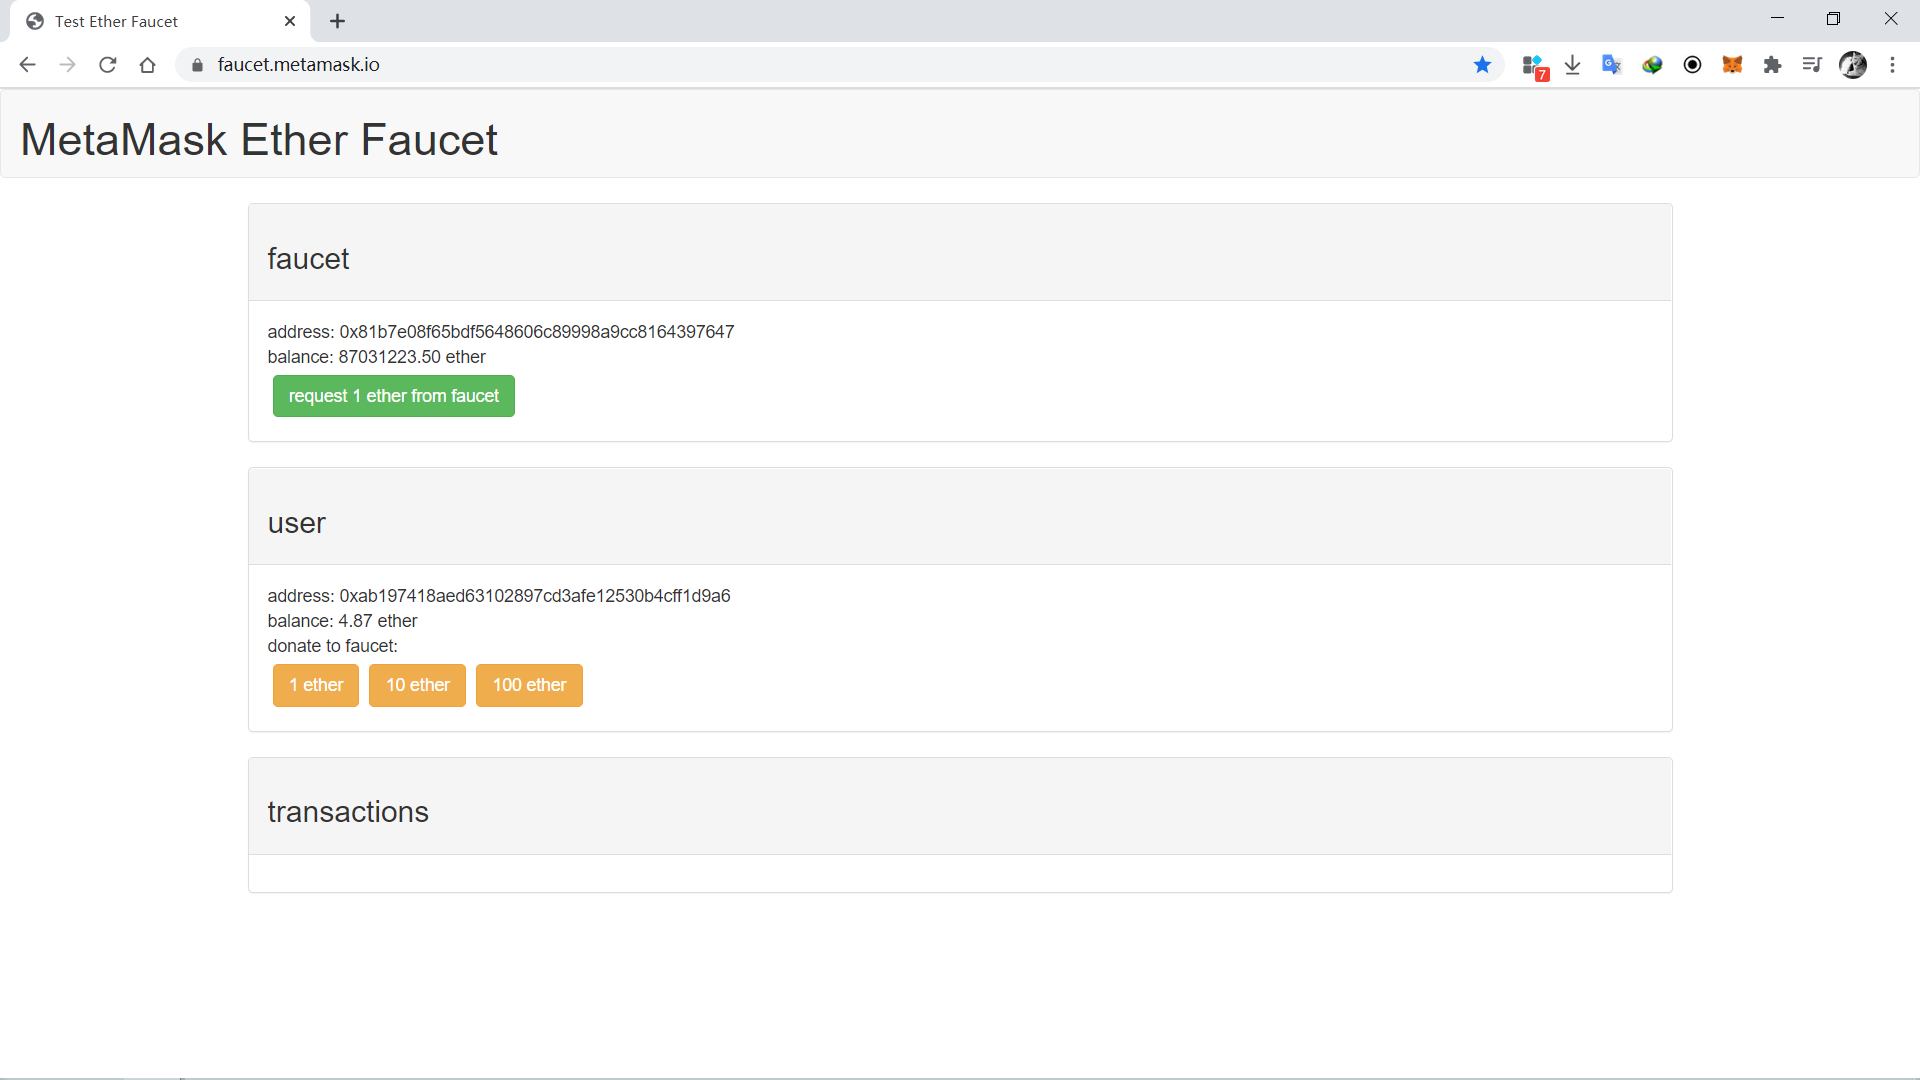 Test Ether Faucet
faucet.metamask.io
7
MetaMask Ether Faucet
faucet
address: 0x81b7e08f65bdf5648606c89998a9cc8164397647
balance: 87031223.50 ether
request 1 ether from faucet
user
address: 0xab197418aed63102897cd3afe12530b4cff1d9a6
balance: 4.87 ether
donate to faucet:
1 ether 10 ether 100 ether
transactions